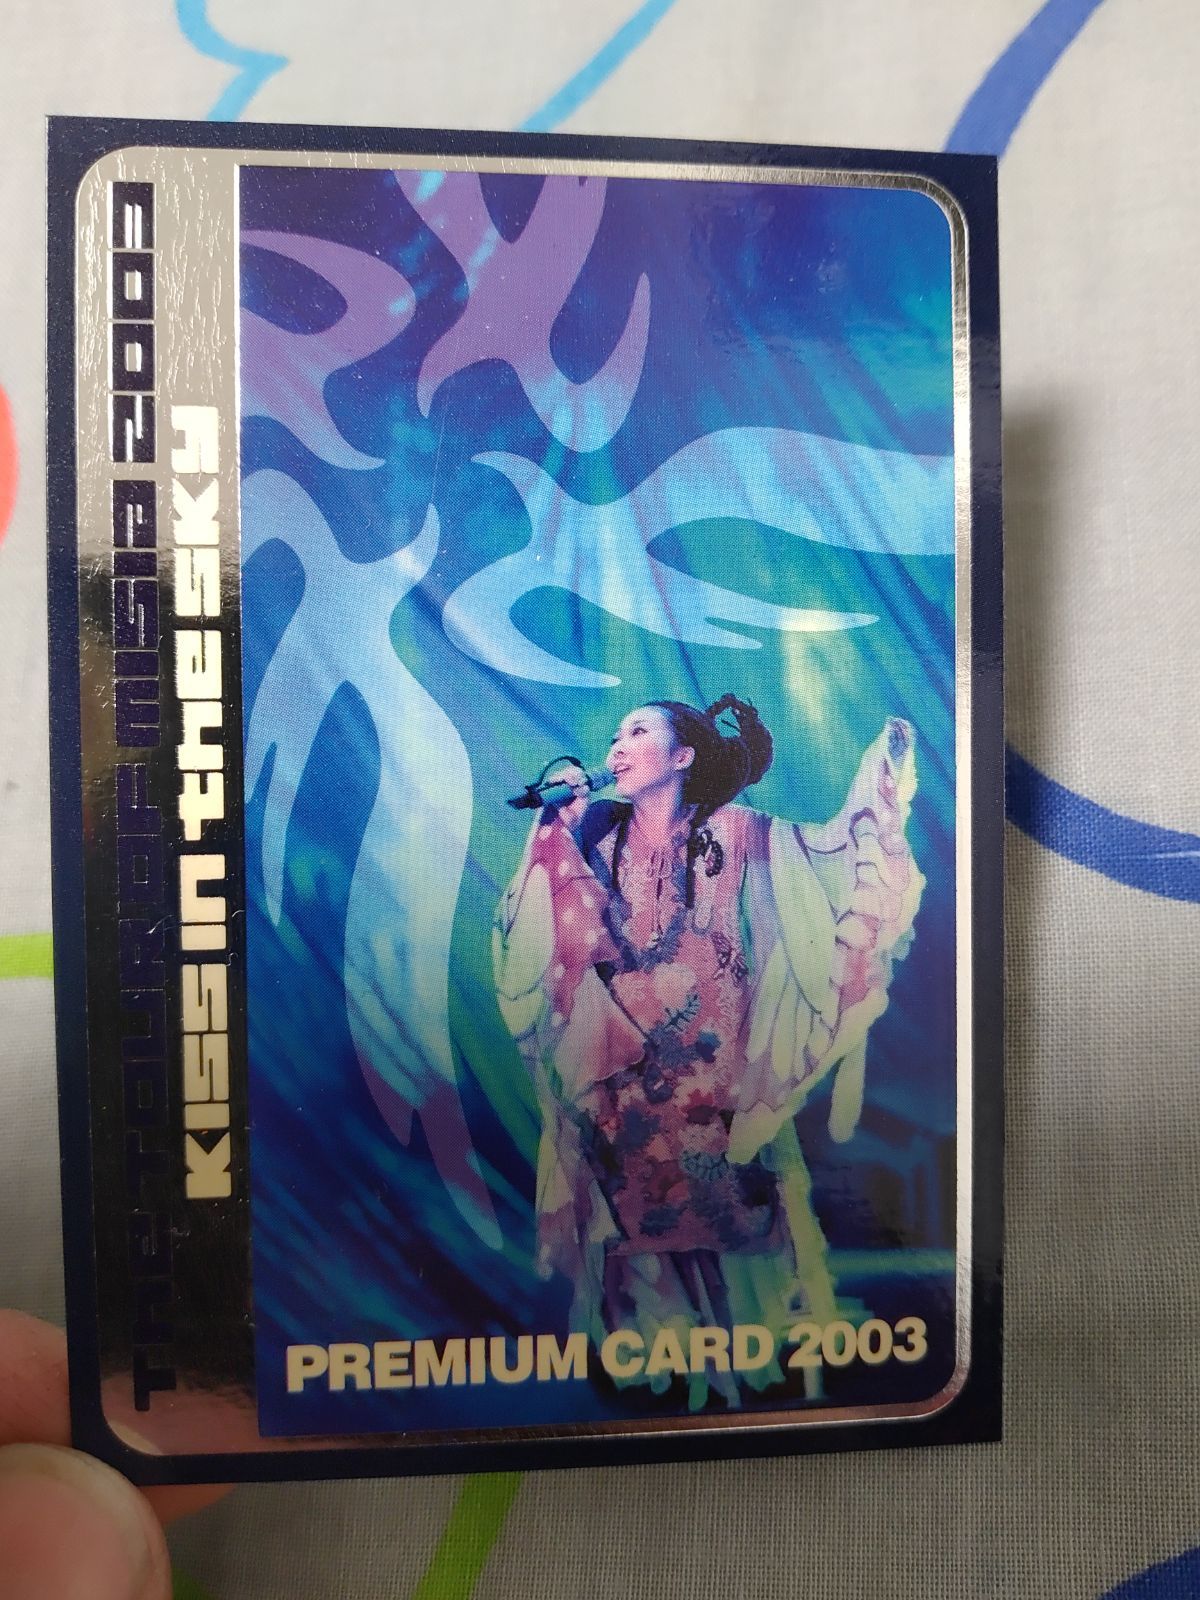 THE TOUR OF MISIA 2003
KISS IN THE SKY
PREMIUM CARD 2003